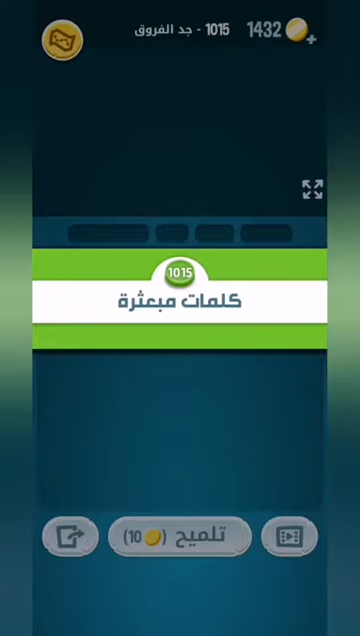 1015 - جد الفروق 1432
1015
كلمات مبعثرة
تلميح (10)